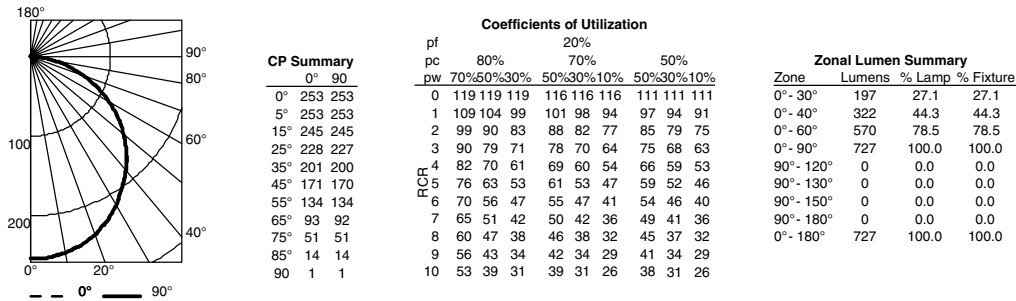 180°
90°
80°
60°
40°
20°
0°
100
200
0° 90°
CP Summary
0° 90
0° 253 253
5° 253 253
15° 245 245
25° 228 227
35° 201 200
45° 171 170
55° 134 134
65° 93 92
75° 51 51
85° 14 14
90 1 1
Coefficients of Utilization
pf 20%
pc 80% 70% 50%
pw 70%50%30% 50%30%10% 50%30%10%
RCR
0 119 119 119 116 116 116 111 111 111
1 109 104 99 101 98 94 97 94 91
2 99 90 83 88 82 77 85 79 75
3 90 79 71 78 70 64 75 68 63
4 82 70 61 69 60 54 66 59 53
5 76 63 53 61 53 47 59 52 46
6 70 56 47 55 47 41 54 46 40
7 65 51 42 50 42 36 49 41 36
8 60 47 38 46 38 32 45 37 32
9 56 43 34 42 34 29 41 34 29
10 53 39 31 39 31 26 38 31 26
Zonal Lumen Summary
Zone Lumens % Lamp % Fixture
0°- 30° 197 27.1 27.1
0°- 40° 322 44.3 44.3
0°- 60° 570 78.5 78.5
0°- 90° 727 100.0 100.0
90°- 120° 0 0.0 0.0
90°- 130° 0 0.0 0.0
90°- 150° 0 0.0 0.0
90°- 180° 0 0.0 0.0
0°- 180° 727 100.0 100.0